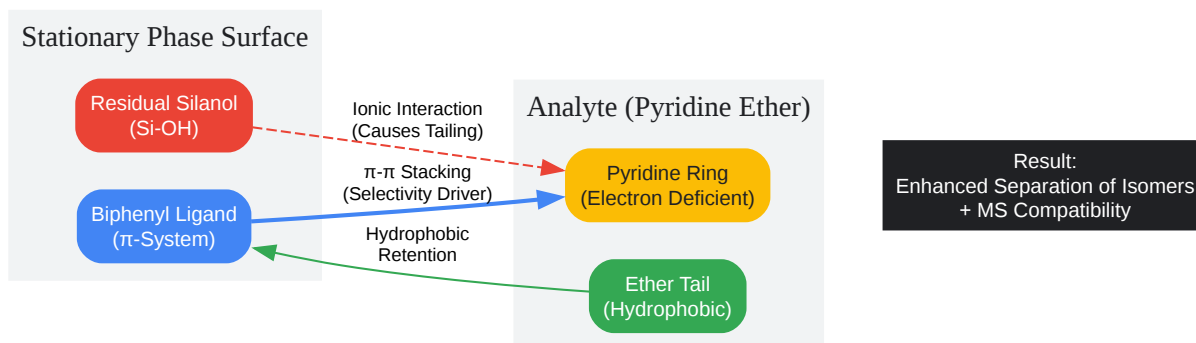 Stationary Phase Surface
Residual Silanol
(Si-OH)
Biphenyl Ligand
(π-System)
Ionic Interaction
(Causes Tailing)
π-π Stacking
(Selectivity Driver)
Hydrophobic
Retention
Analyte (Pyridine Ether)
Pyridine Ring
(Electron Deficient)
Ether Tail
(Hydrophobic)
Result:
Enhanced Separation of Isomers
+ MS Compatibility